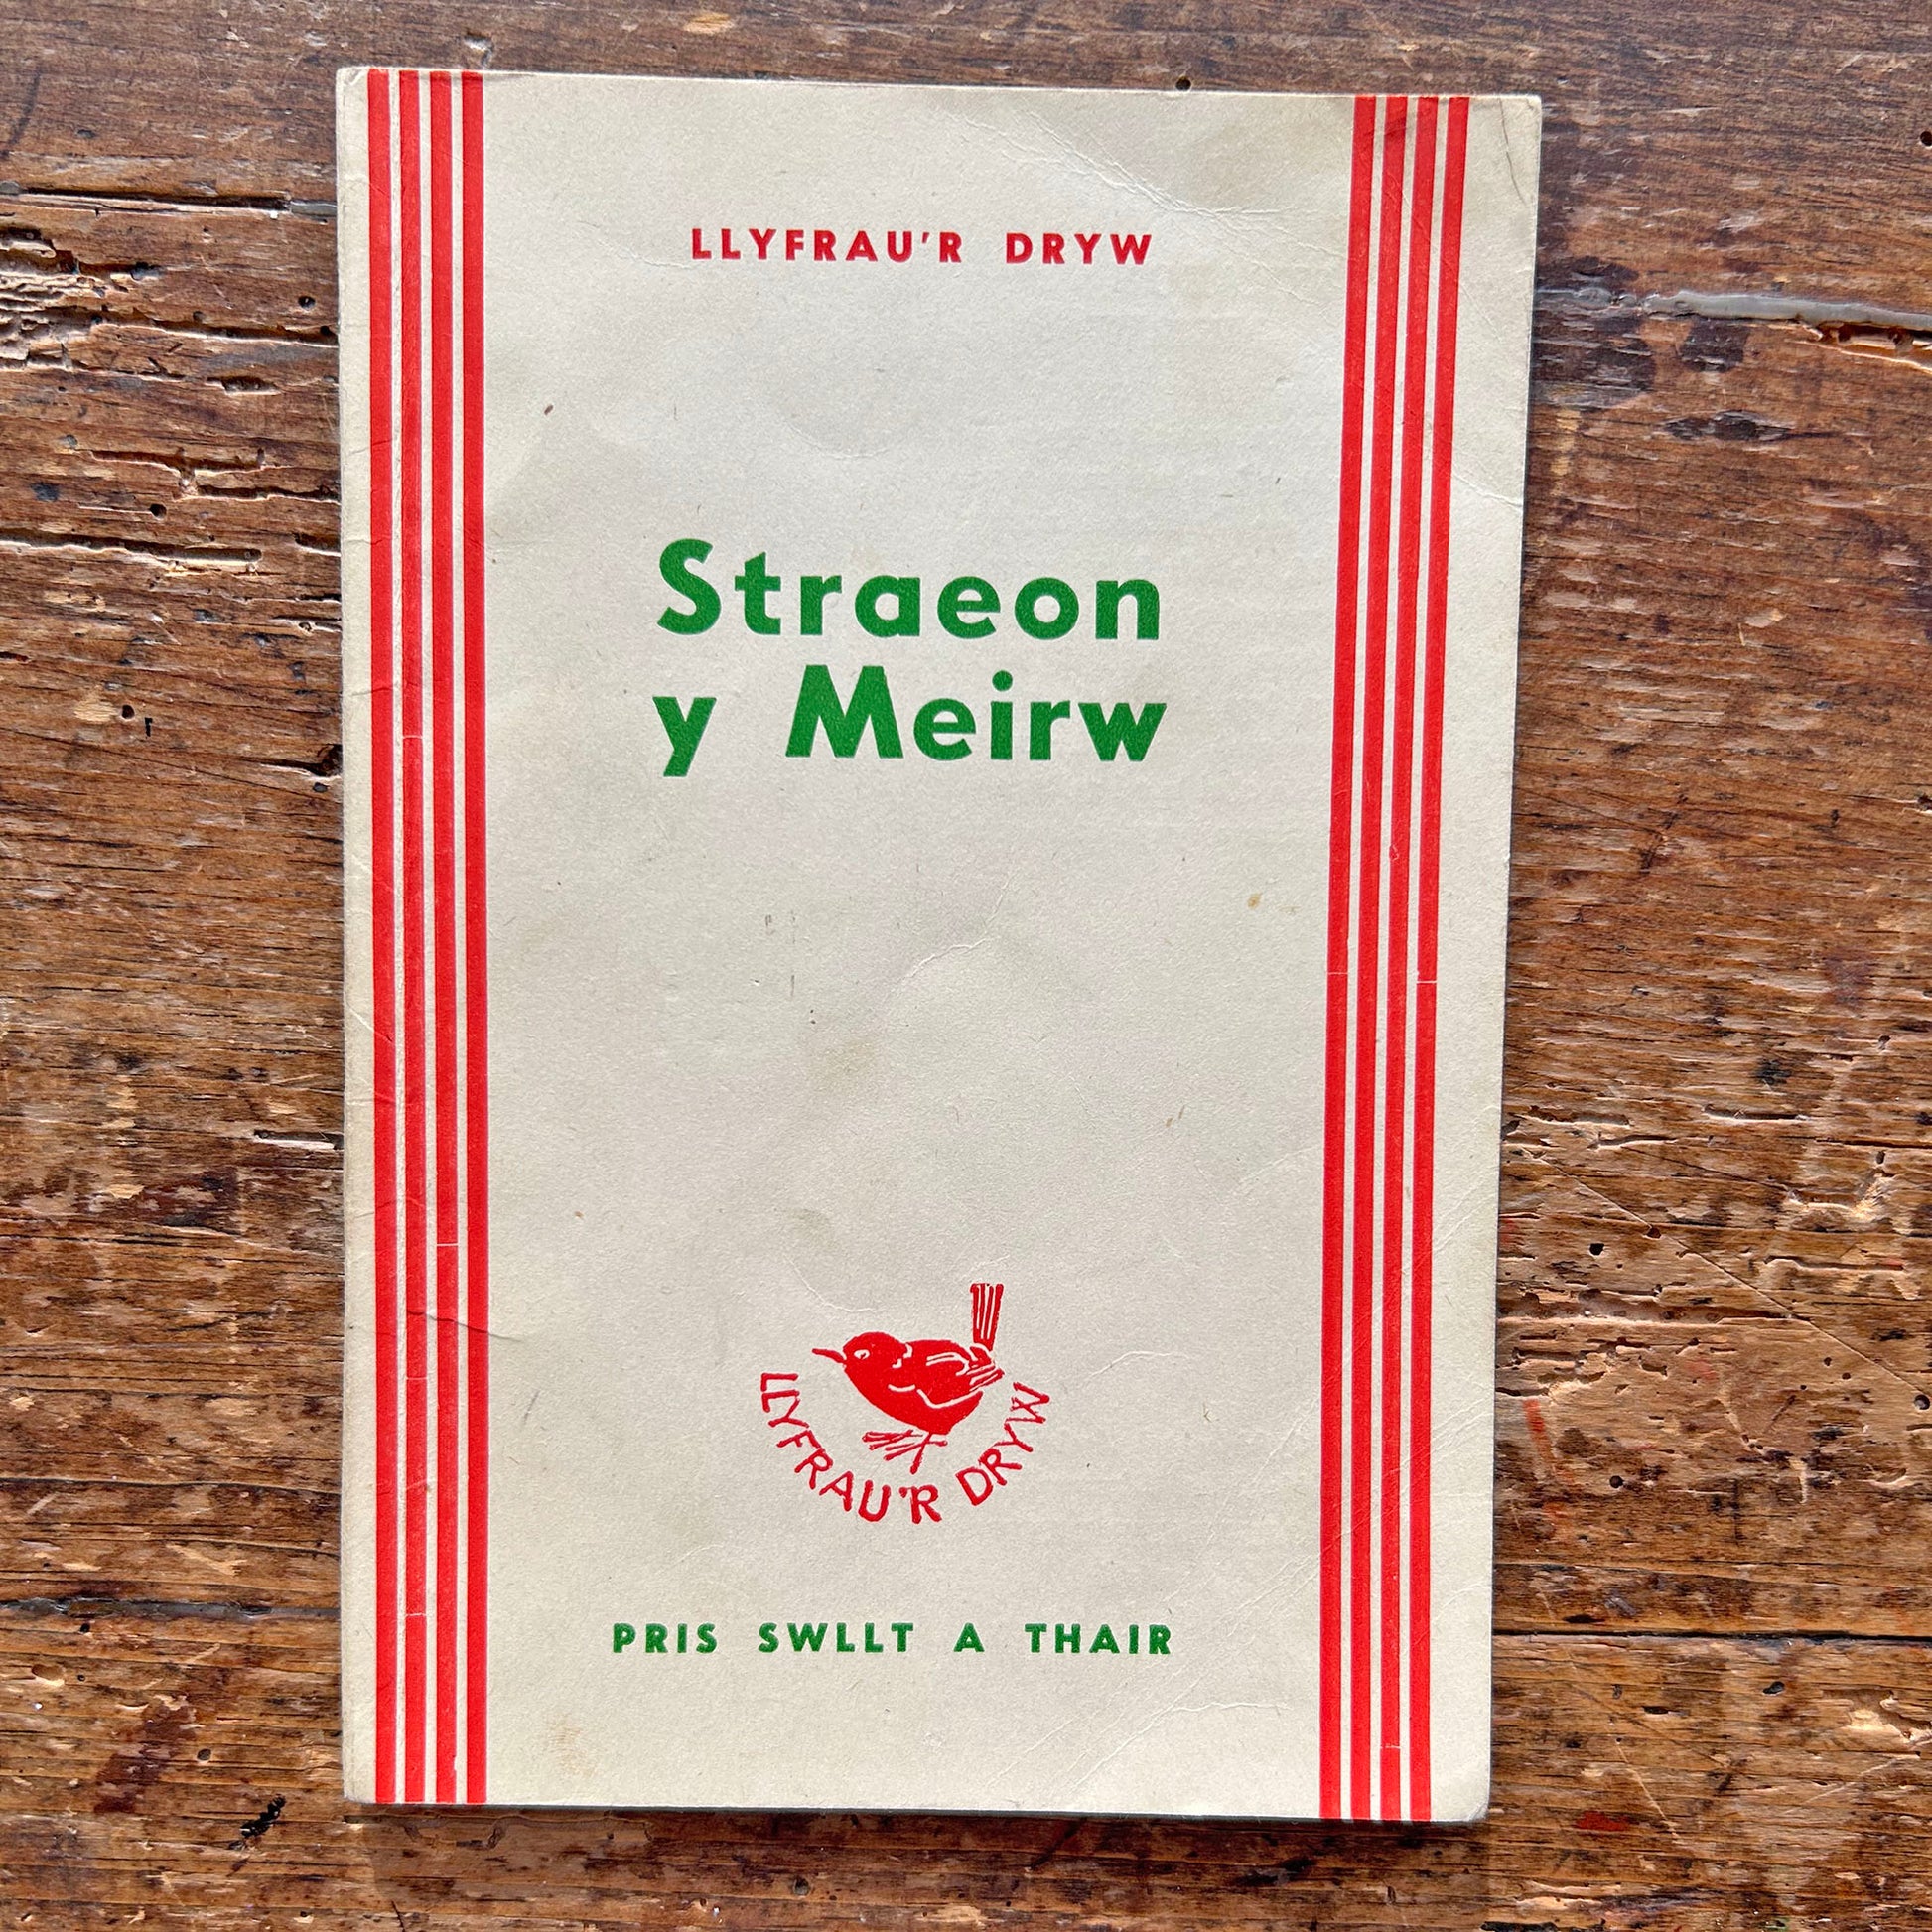 LLYFRAU'R DRYW
Straeon
y Meirw
LLYFRAU'R DRYW
PRIS SWLLT A THAIR